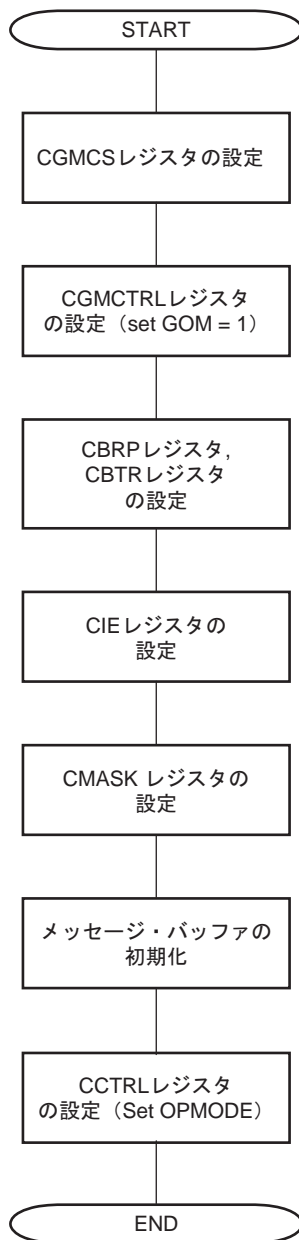 START
CGMCSレジスタの設定
CGMCTRLレジスタ
の設定（set GOM = 1）
CBRPレジスタ,
CBTRレジスタ
の設定
CIEレジスタの
設定
CMASK レジスタの
設定
メッセージ・バッファの
初期化
CCTRLレジスタ
の設定（Set OPMODE）
END